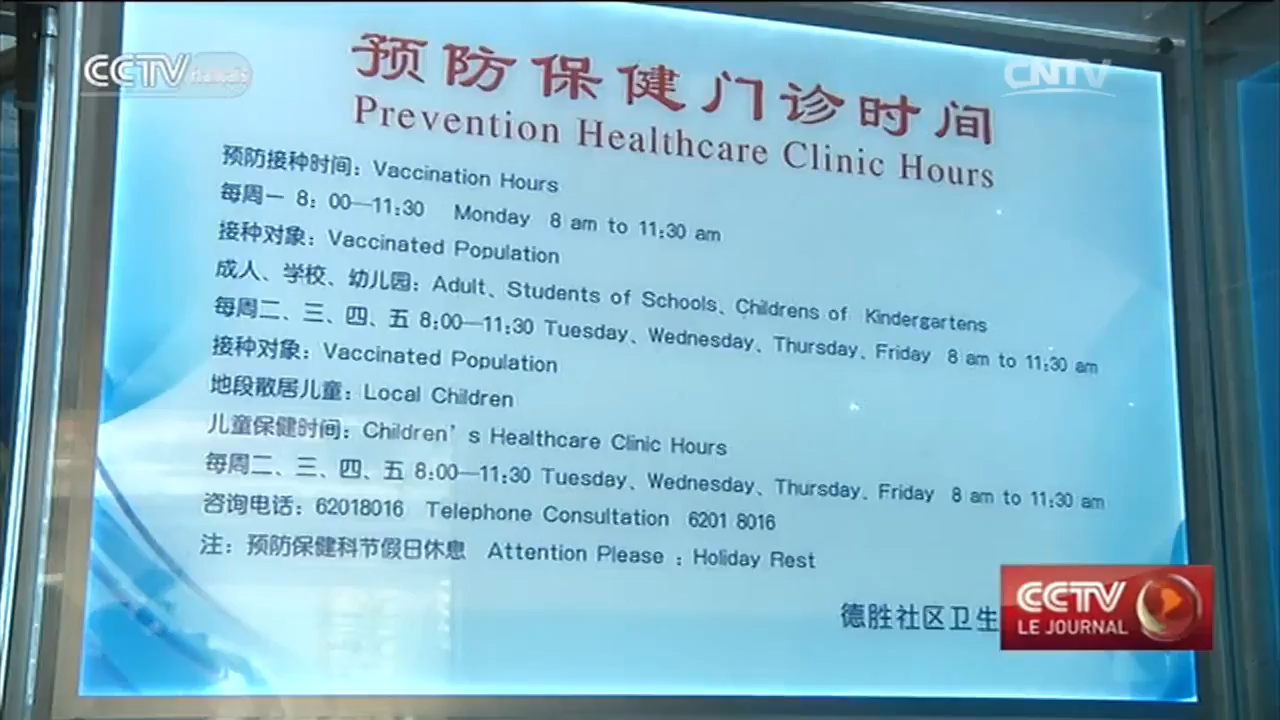 CCTV français
CNTV
预防保健门诊时间
Prevention Healthcare Clinic Hours
预防接种时间：Vaccination Hours
每周一 8：00—11:30 Monday 8 am to 11:30 am
接种对象：Vaccinated Population
成人、学校、幼儿园：Adult、Students of Schools、Childrens of Kindergartens
每周二、三、四、五 8:00—11:30 Tuesday、Wednesday、Thursday、Friday 8 am to 11:30 am
接种对象：Vaccinated Population
地段散居儿童：Local Children
儿童保健时间：Children's Healthcare Clinic Hours
每周二、三、四、五 8:00—11:30 Tuesday、Wednesday、Thursday、Friday 8 am to 11:30 am
咨询电话：62018016 Telephone Consultation 6201 8016
注：预防保健科节假日休息 Attention Please：Holiday Rest
德胜社区卫生
CCTV
LE JOURNAL